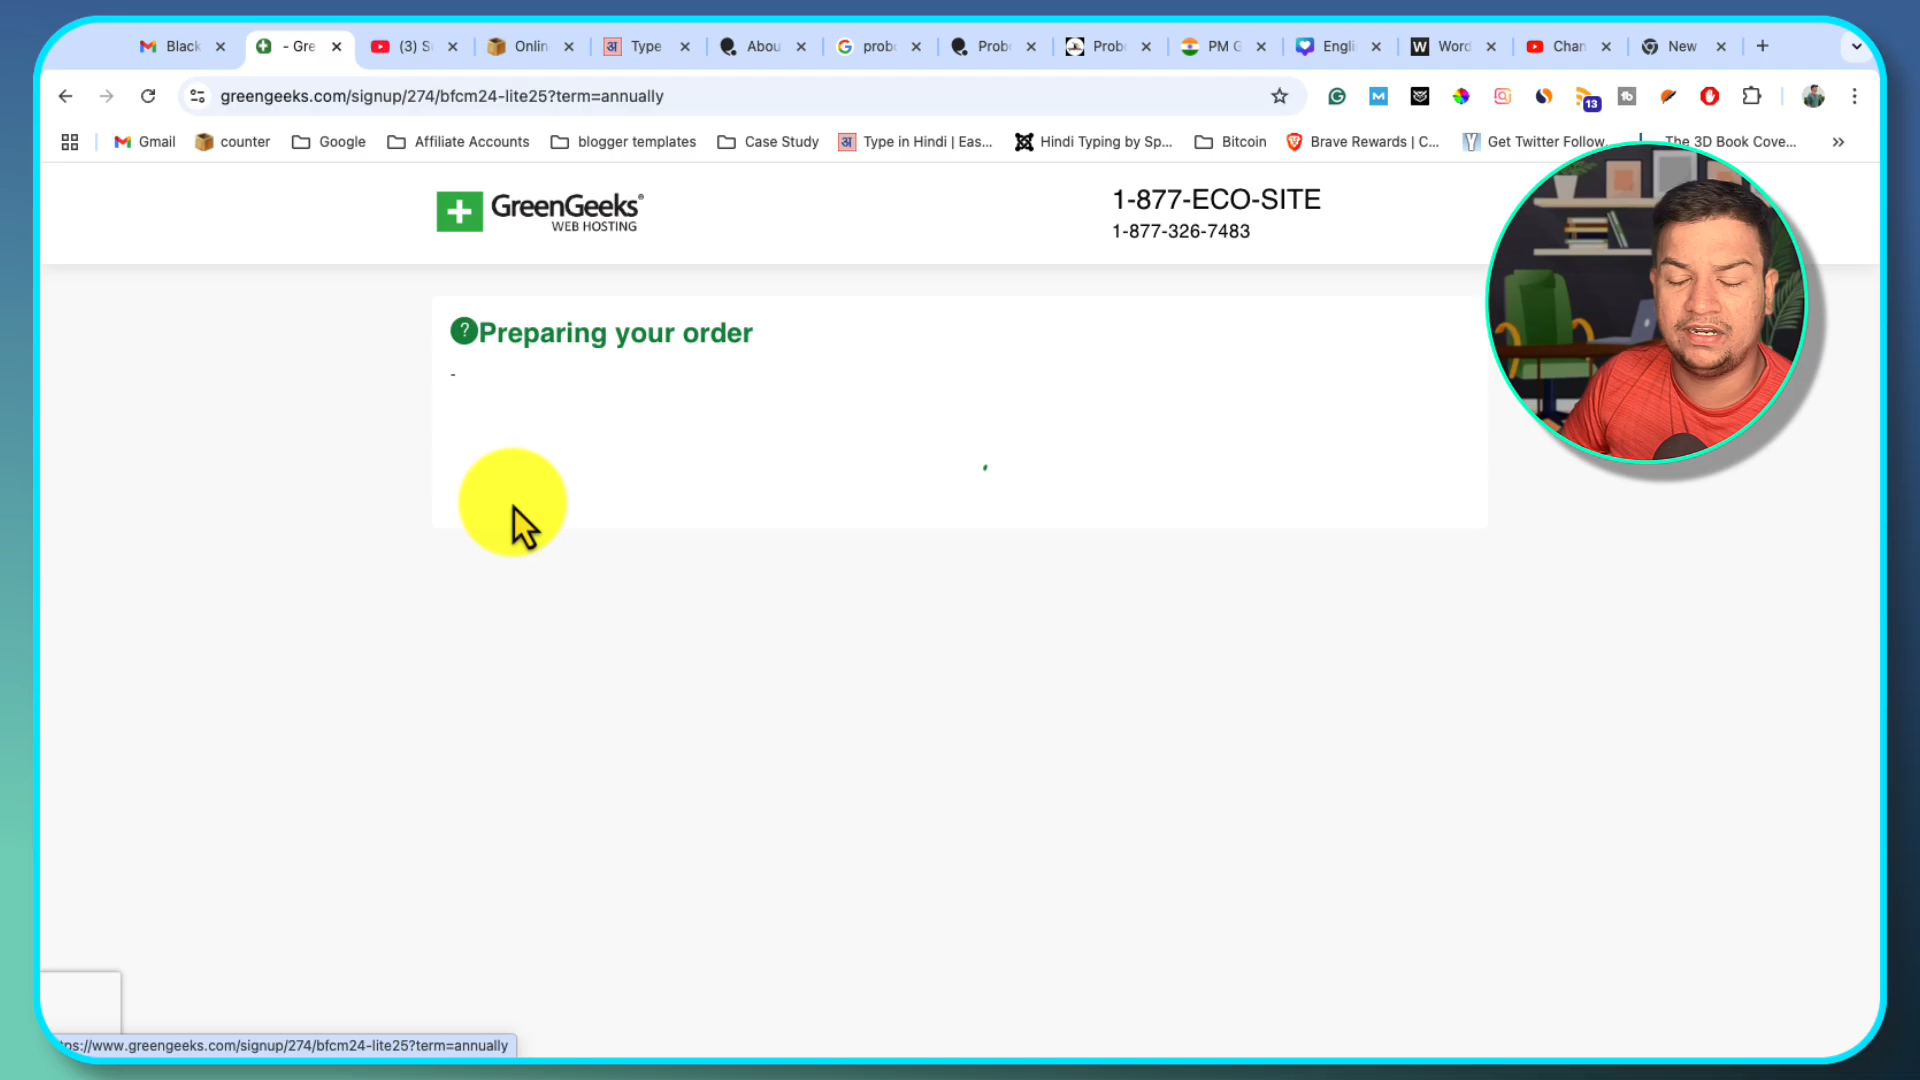 Black
- Gre
(3) S
Onlin
Type
Abou
prob
Prob
Prob
PM G
Engli
Word
Chan
New
greengeeks.com/signup/274/bfcm24-lite25?term=annually
13
Gmail
counter
Google
Affiliate Accounts
blogger templates
Case Study
Type in Hindi | Eas...
Hindi Typing by Sp...
Bitcoin
Brave Rewards | C...
Get Twitter Follow
The 3D Book Cove...
GreenGeeks®
WEB HOSTING
1-877-ECO-SITE
1-877-326-7483
Preparing your order
-
tps://www.greengeeks.com/signup/274/bfcm24-lite25?term=annually